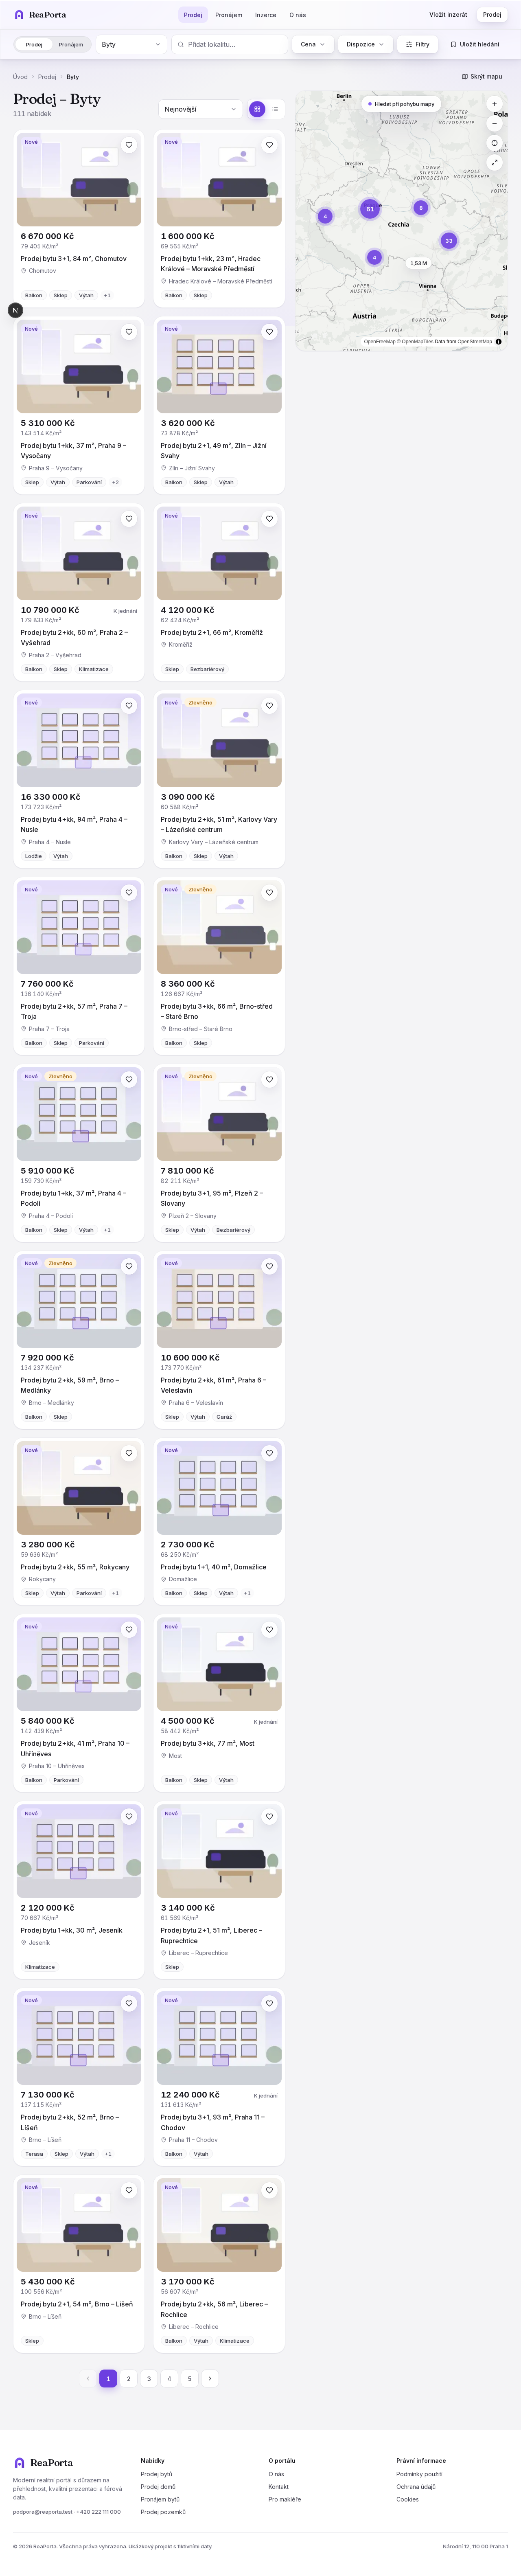 ReaPorta
Prodej
Pronájem
Inzerce
O nás
Vložit inzerát
Prodej
Prodej
Pronájem
Byty
Přidat lokalitu…
Cena
Dispozice
Filtry
Uložit hledání
Úvod
Prodej
Byty
Skrýt mapu
Prodej – Byty
111 nabídek
Nejnovější
Nové
6 670 000 Kč
79 405 Kč/m²
Prodej bytu 3+1, 84 m², Chomutov
Chomutov
Balkon
Sklep
Výtah
+1
Nové
1 600 000 Kč
69 565 Kč/m²
Prodej bytu 1+kk, 23 m², Hradec
Králové – Moravské Předměstí
Hradec Králové – Moravské Předměstí
Balkon
Sklep
N
Nové
5 310 000 Kč
143 514 Kč/m²
Prodej bytu 1+kk, 37 m², Praha 9 –
Vysočany
Praha 9 – Vysočany
Sklep
Výtah
Parkování
+2
Nové
3 620 000 Kč
73 878 Kč/m²
Prodej bytu 2+1, 49 m², Zlín – Jižní
Svahy
Zlín – Jižní Svahy
Balkon
Sklep
Výtah
Nové
10 790 000 Kč
K jednání
179 833 Kč/m²
Prodej bytu 2+kk, 60 m², Praha 2 –
Vyšehrad
Praha 2 – Vyšehrad
Balkon
Sklep
Klimatizace
Nové
4 120 000 Kč
62 424 Kč/m²
Prodej bytu 2+1, 66 m², Kroměříž
Kroměříž
Sklep
Bezbariérový
Nové
16 330 000 Kč
173 723 Kč/m²
Prodej bytu 4+kk, 94 m², Praha 4 –
Nusle
Praha 4 – Nusle
Lodžie
Výtah
Nové
Zlevněno
3 090 000 Kč
60 588 Kč/m²
Prodej bytu 2+kk, 51 m², Karlovy Vary
– Lázeňské centrum
Karlovy Vary – Lázeňské centrum
Balkon
Sklep
Výtah
Nové
7 760 000 Kč
136 140 Kč/m²
Prodej bytu 2+kk, 57 m², Praha 7 –
Troja
Praha 7 – Troja
Balkon
Sklep
Parkování
Nové
Zlevněno
8 360 000 Kč
126 667 Kč/m²
Prodej bytu 3+kk, 66 m², Brno-střed
– Staré Brno
Brno-střed – Staré Brno
Balkon
Sklep
Nové
Zlevněno
5 910 000 Kč
159 730 Kč/m²
Prodej bytu 1+kk, 37 m², Praha 4 –
Podolí
Praha 4 – Podolí
Balkon
Sklep
Výtah
+1
Nové
Zlevněno
7 810 000 Kč
82 211 Kč/m²
Prodej bytu 3+1, 95 m², Plzeň 2 –
Slovany
Plzeň 2 – Slovany
Sklep
Výtah
Bezbariérový
Nové
Zlevněno
7 920 000 Kč
134 237 Kč/m²
Prodej bytu 2+kk, 59 m², Brno –
Medlánky
Brno – Medlánky
Balkon
Sklep
Nové
10 600 000 Kč
173 770 Kč/m²
Prodej bytu 2+kk, 61 m², Praha 6 –
Veleslavín
Praha 6 – Veleslavín
Sklep
Výtah
Garáž
Nové
3 280 000 Kč
59 636 Kč/m²
Prodej bytu 2+kk, 55 m², Rokycany
Rokycany
Sklep
Výtah
Parkování
+1
Nové
2 730 000 Kč
68 250 Kč/m²
Prodej bytu 1+1, 40 m², Domažlice
Domažlice
Balkon
Sklep
Výtah
+1
Nové
5 840 000 Kč
142 439 Kč/m²
Prodej bytu 2+kk, 41 m², Praha 10 –
Uhříněves
Praha 10 – Uhříněves
Balkon
Parkování
Nové
4 500 000 Kč
K jednání
58 442 Kč/m²
Prodej bytu 3+kk, 77 m², Most
Most
Balkon
Sklep
Výtah
Nové
2 120 000 Kč
70 667 Kč/m²
Prodej bytu 1+kk, 30 m², Jeseník
Jeseník
Klimatizace
Nové
3 140 000 Kč
61 569 Kč/m²
Prodej bytu 2+1, 51 m², Liberec –
Ruprechtice
Liberec – Ruprechtice
Sklep
Nové
7 130 000 Kč
137 115 Kč/m²
Prodej bytu 2+kk, 52 m², Brno –
Líšeň
Brno – Líšeň
Terasa
Sklep
Výtah
+1
Nové
12 240 000 Kč
K jednání
131 613 Kč/m²
Prodej bytu 3+1, 93 m², Praha 11 –
Chodov
Praha 11 – Chodov
Balkon
Výtah
Nové
5 430 000 Kč
100 556 Kč/m²
Prodej bytu 2+1, 54 m², Brno – Líšeň
Brno – Líšeň
Sklep
Nové
3 170 000 Kč
56 607 Kč/m²
Prodej bytu 2+kk, 56 m², Liberec –
Rochlice
Liberec – Rochlice
Balkon
Výtah
Klimatizace
1
2
3
4
5
Berlin
Hledat při pohybu mapy
LUBUSZ
VOIVODESHIP
GREATER
POLAND
VOIVODESHIP
Dresden
LOWER
SILESIAN
VOIVODESHIP
OPOLE
VOIVODESHIP
61
4
8
33
4
Czechia
1,53 M
Vienna
UPPER
AUSTRIA
Austria
BURGENLAND
STYRIA
OpenFreeMap © OpenMapTiles Data from OpenStreetMap
ReaPorta
Moderní realitní portál s důrazem na
přehlednost, kvalitní prezentaci a férová
data.
podpora@reaporta.test · +420 222 111 000
Nabídky
Prodej bytů
Prodej domů
Pronájem bytů
Prodej pozemků
O portálu
O nás
Kontakt
Pro makléře
Právní informace
Podmínky použití
Ochrana údajů
Cookies
© 2026 ReaPorta. Všechna práva vyhrazena. Ukázkový projekt s fiktivními daty.
Národní 12, 110 00 Praha 1